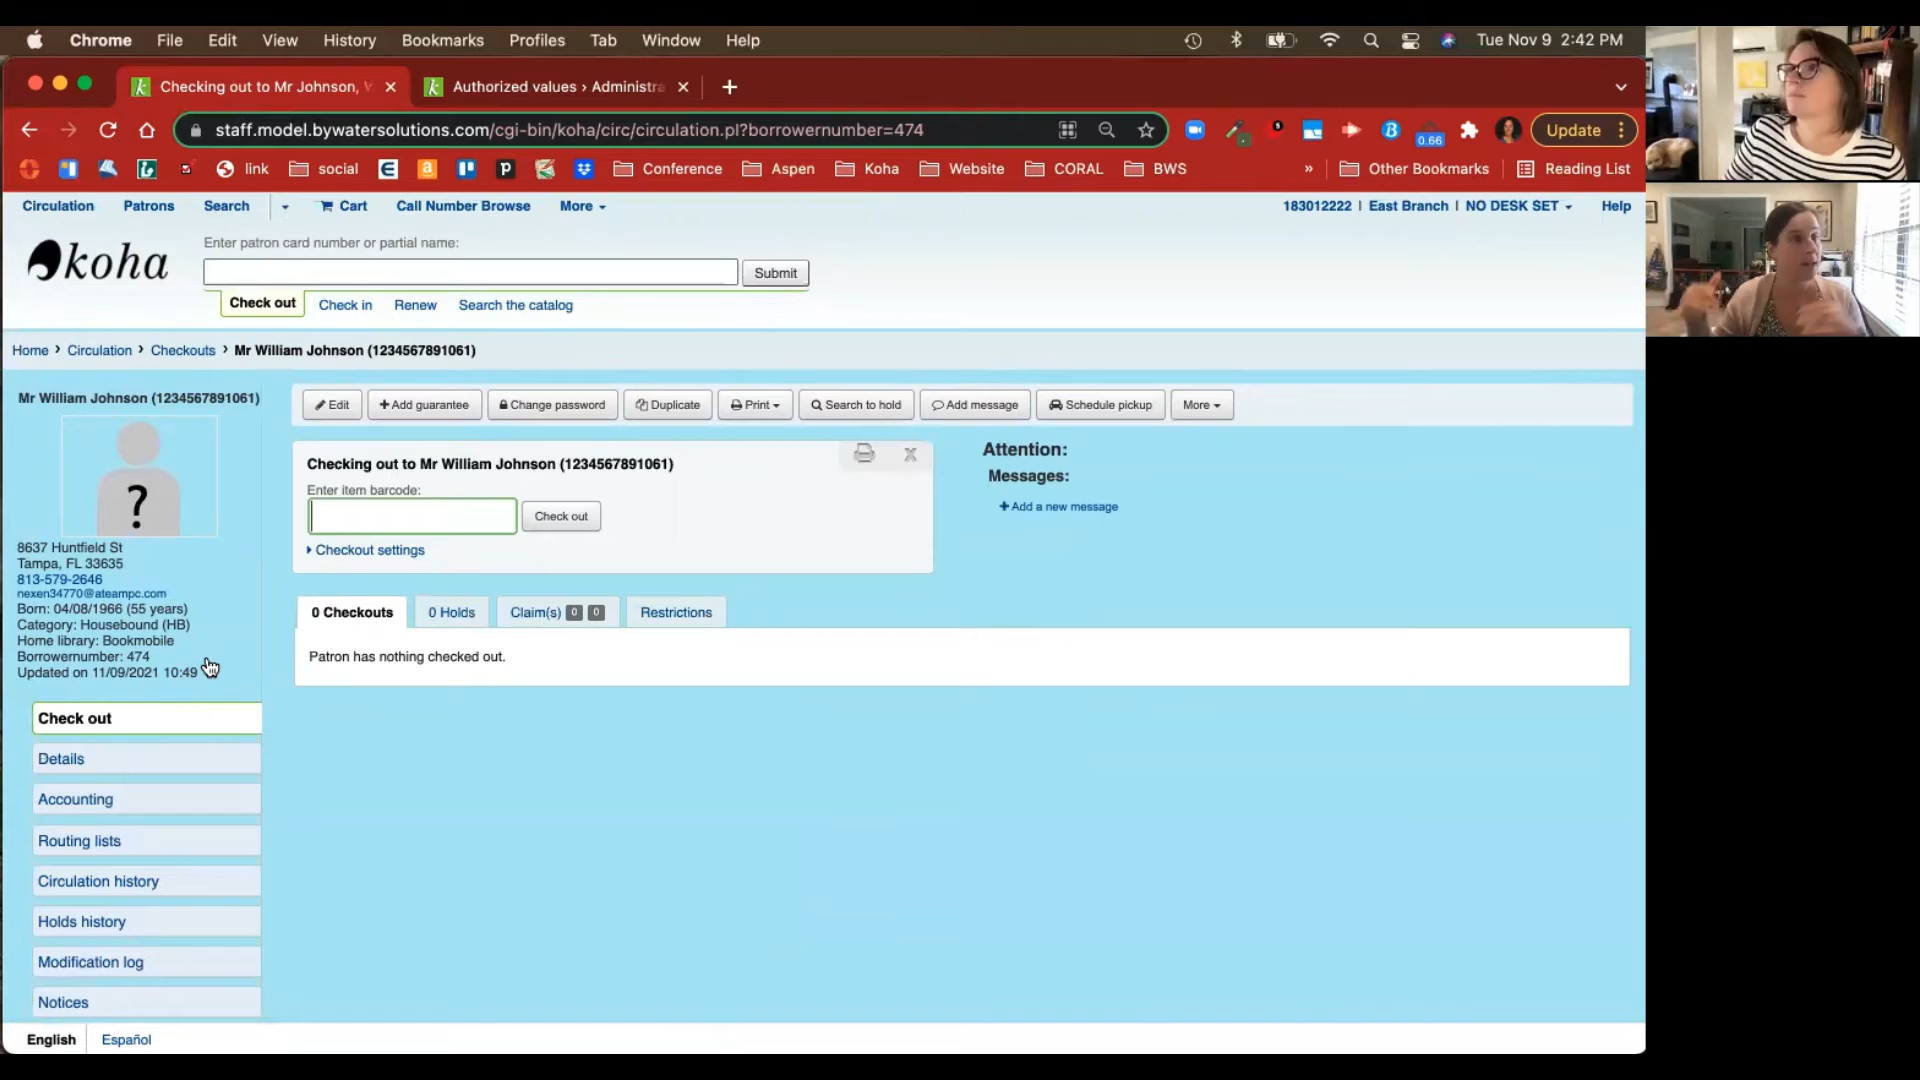 Chrome File Edit View History Bookmarks Profiles Tab Window Help Tue Nov 9 2:42 PM
Checking out to Mr Johnson, Authorized values › Administra
staff.model.bywatersolutions.com/cgi-bin/koha/circ/circulation.pl?borrowernumber=474 0.66 Update
link social Conference Aspen Koha Website CORAL BWS » Other Bookmarks Reading List
Circulation Patrons Search Cart Call Number Browse More 183012222 | East Branch | NO DESK SET Help
koha
Enter patron card number or partial name:
Submit
Check out Check in Renew Search the catalog
Home › Circulation › Checkouts › Mr William Johnson (1234567891061)
Mr William Johnson (1234567891061)
?
8637 Huntfield St
Tampa, FL 33635
813-579-2646
nexen34770@ateampc.com
Born: 04/08/1966 (55 years)
Category: Housebound (HB)
Home library: Bookmobile
Borrowernumber: 474
Updated on 11/09/2021 10:49
Check out
Details
Accounting
Routing lists
Circulation history
Holds history
Modification log
Notices
Edit +Add guarantee Change password Duplicate Print Search to hold Add message Schedule pickup More
Checking out to Mr William Johnson (1234567891061) X
Enter item barcode:
Check out
Checkout settings
Attention:
Messages:
+Add a new message
0 Checkouts 0 Holds Claim(s) 0 0 Restrictions
Patron has nothing checked out.
English Español